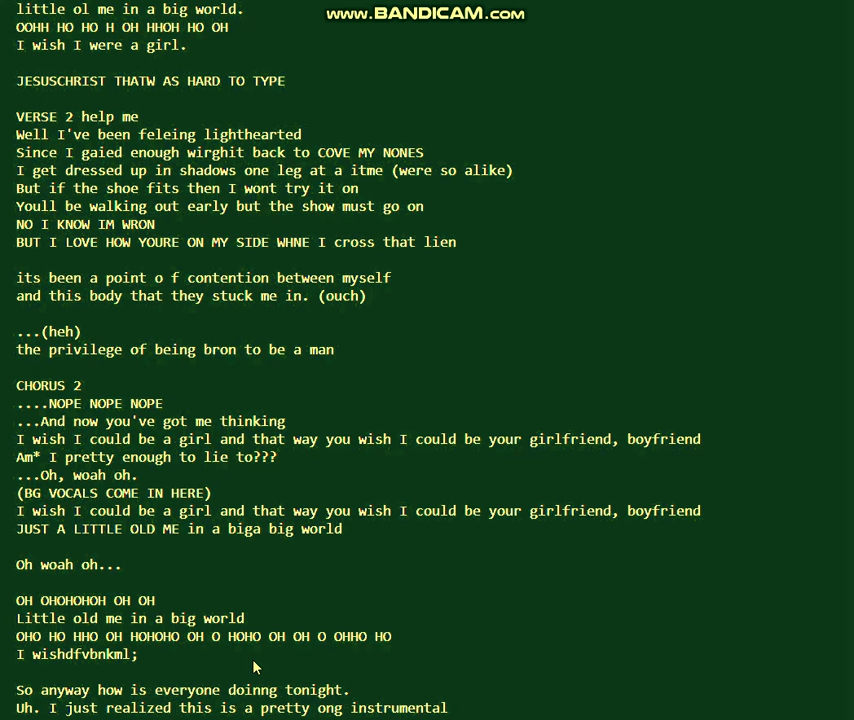 little ol me in a big world.
www.BANDICAM.com
OOHH HO HO H OH HHOH HO OH
I wish I were a girl.
JESUSCHRIST THATW AS HARD TO TYPE
VERSE 2 help me
Well I've been feleing lighthearted
Since I gaied enough wirghit back to COVE MY NONES
I get dressed up in shadows one leg at a itme (were so alike)
But if the shoe fits then I wont try it on
Youll be walking out early but the show must go on
NO I KNOW IM WRON
BUT I LOVE HOW YOURE ON MY SIDE WHNE I cross that lien
its been a point o f contention between myself
and this body that they stuck me in. (ouch)
...(heh)
the privilege of being bron to be a man
CHORUS 2
....NOPE NOPE NOPE
...And now you've got me thinking
I wish I could be a girl and that way you wish I could be your girlfriend, boyfriend
Am* I pretty enough to lie to???
...Oh, woah oh.
(BG VOCALS COME IN HERE)
I wish I could be a girl and that way you wish I could be your girlfriend, boyfriend
JUST A LITTLE OLD ME in a biga big world
Oh woah oh...
OH OHOHOHOH OH OH
Little old me in a big world
OHO HO HHO OH HOHOHO OH O HOHO OH OH O OHHO HO
I wishdfvbnkml;
So anyway how is everyone doinng tonight.
Uh. I just realized this is a pretty ong instrumental